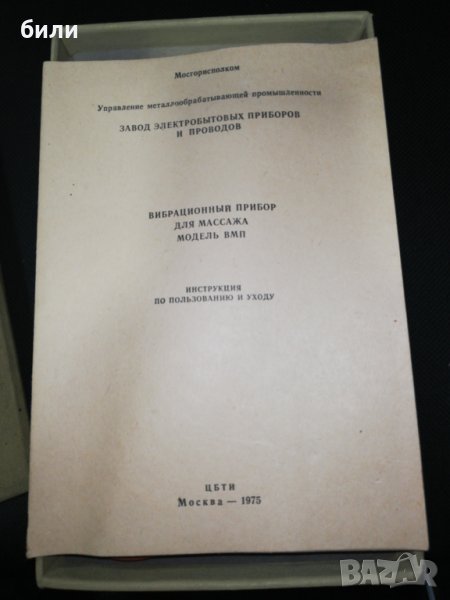 били
Мосгорисполком
Управление металлообрабатывающей промышленности
ЗАВОД ЭЛЕКТРОБЫТОВЫХ ПРИБОРОВ
И ПРОВОДОВ
ВИБРАЦИОННЫЙ ПРИБОР
ДЛЯ МАССАЖА
МОДЕЛЬ ВМП
ИНСТРУКЦИЯ
ПО ПОЛЬЗОВАНИЮ И УХОДУ
ЦБТИ
Москва — 1975
BAZAR